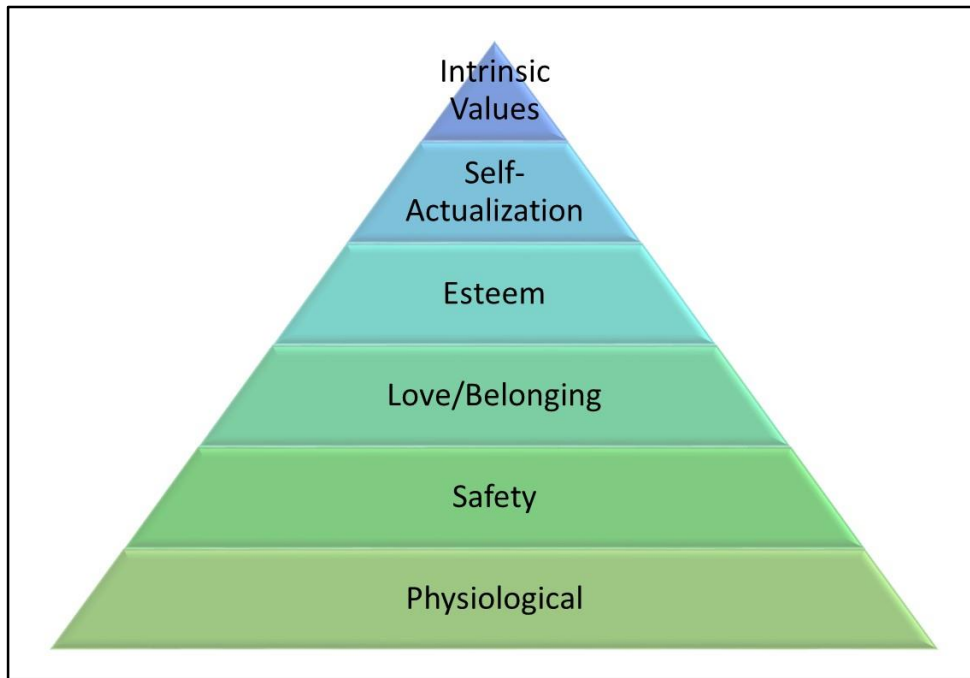 Intrinsic
Values
Self-
Actualization
Esteem
Love/Belonging
Safety
Physiological